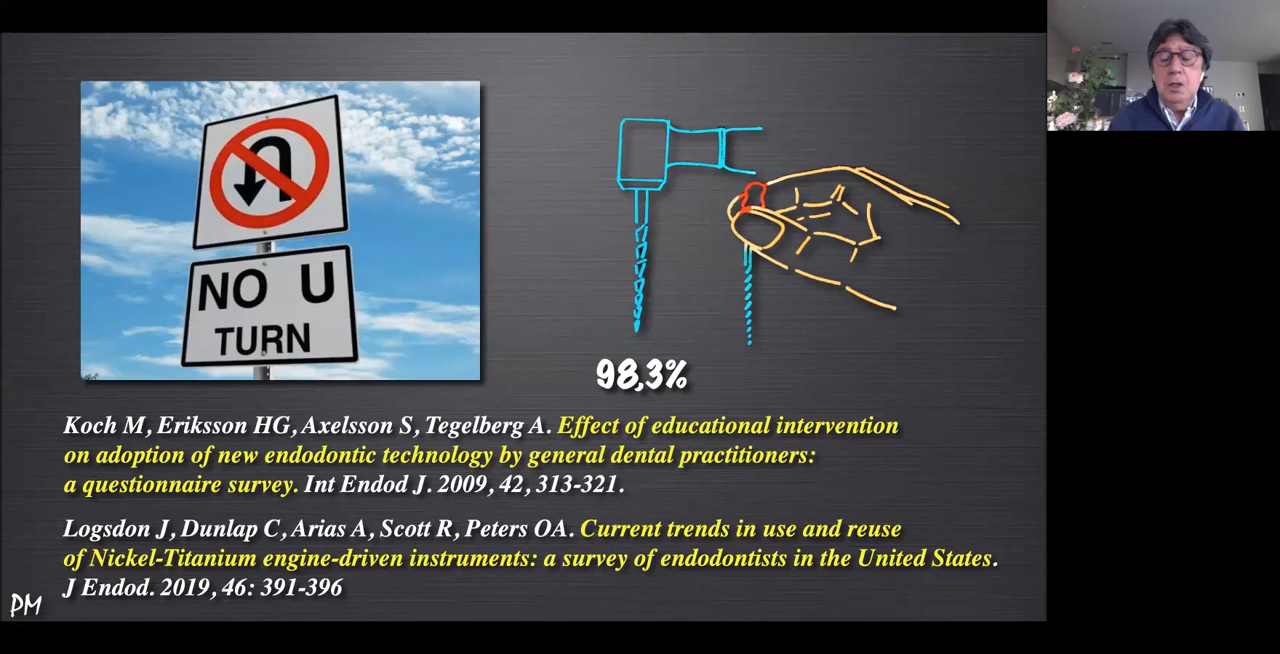 NO U
TURN
98,3%
Koch M, Eriksson HG, Axelsson S, Tegelberg A. Effect of educational intervention
on adoption of new endodontic technology by general dental practitioners:
a questionnaire survey. Int Endod J. 2009, 42, 313-321.
Logsdon J, Dunlap C, Arias A, Scott R, Peters OA. Current trends in use and reuse
of Nickel-Titanium engine-driven instruments: a survey of endodontists in the United States.
J Endod. 2019, 46: 391-396
PM